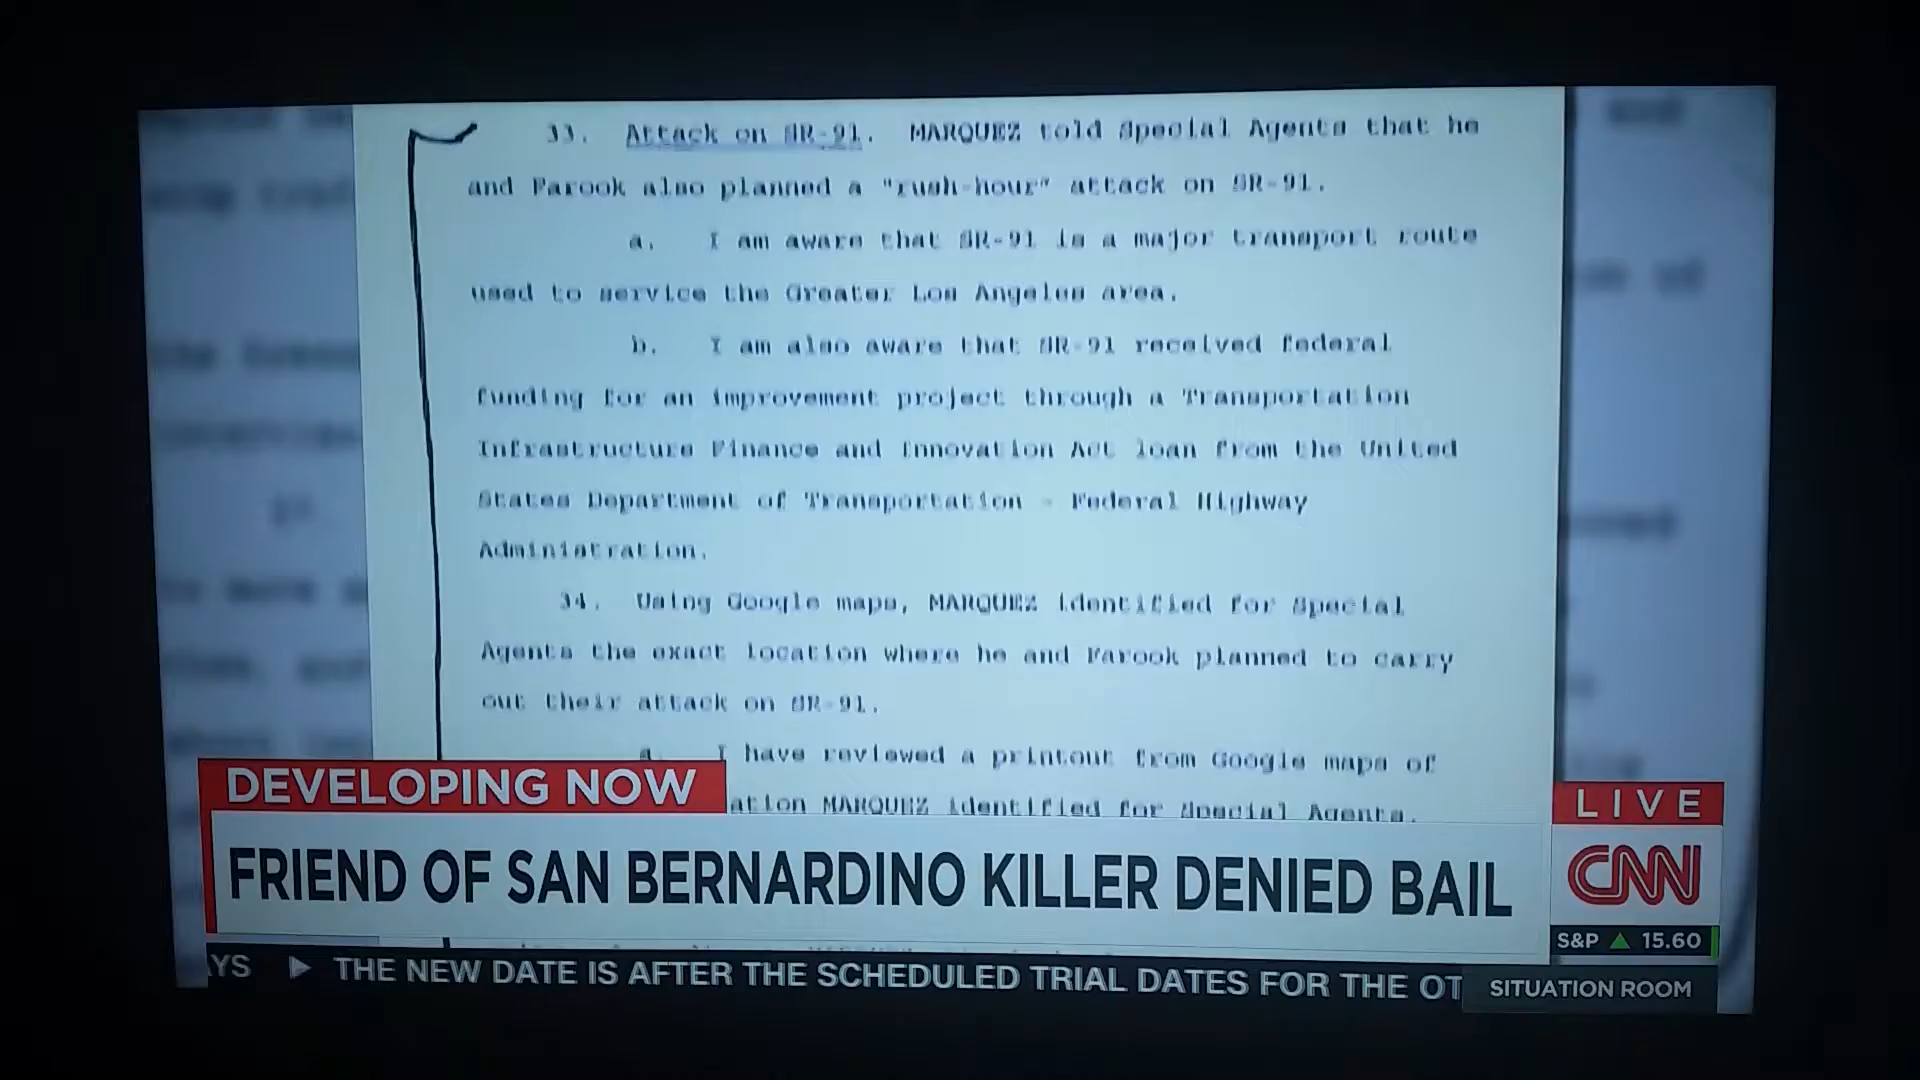 33. Attack on SR-91. MARQUEZ told Special Agents that he
and Farook also planned a "rush-hour" attack on SR-91.
a. I am aware that SR-91 is a major transport route
used to service the Greater Los Angeles area.
b. I am also aware that SR-91 received federal
funding for an improvement project through a Transportation
Infrastructure Finance and Innovation Act loan from the United
States Department of Transportation - Federal Highway
Administration.
34. Using Google maps, MARQUEZ identified for Special
Agents the exact location where he and Farook planned to carry
out their attack on SR-91.
a. I have reviewed a printout from Google maps of
ation MARQUEZ identified for Special Agents.
DEVELOPING NOW
LIVE
FRIEND OF SAN BERNARDINO KILLER DENIED BAIL
CNN
S&P ▲ 15.60
AYS ▶ THE NEW DATE IS AFTER THE SCHEDULED TRIAL DATES FOR THE OT
SITUATION ROOM